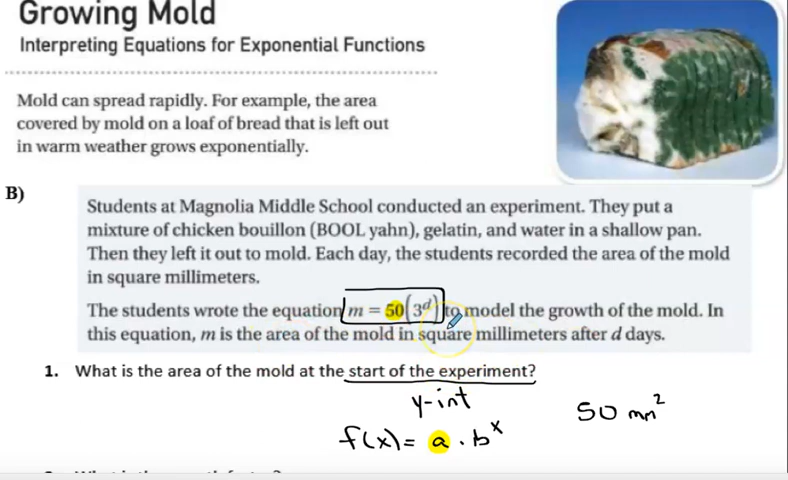 Growing Mold
Interpreting Equations for Exponential Functions
Mold can spread rapidly. For example, the area
covered by mold on a loaf of bread that is left out
in warm weather grows exponentially.
B)
Students at Magnolia Middle School conducted an experiment. They put a
mixture of chicken bouillon (BOOL yahn), gelatin, and water in a shallow pan.
Then they left it out to mold. Each day, the students recorded the area of the mold
in square millimeters.
The students wrote the equation m = 50(3ᵈ) to model the growth of the mold. In
this equation, m is the area of the mold in square millimeters after d days.
1. What is the area of the mold at the start of the experiment?
y-int
50 mm²
f(x) = a · bˣ